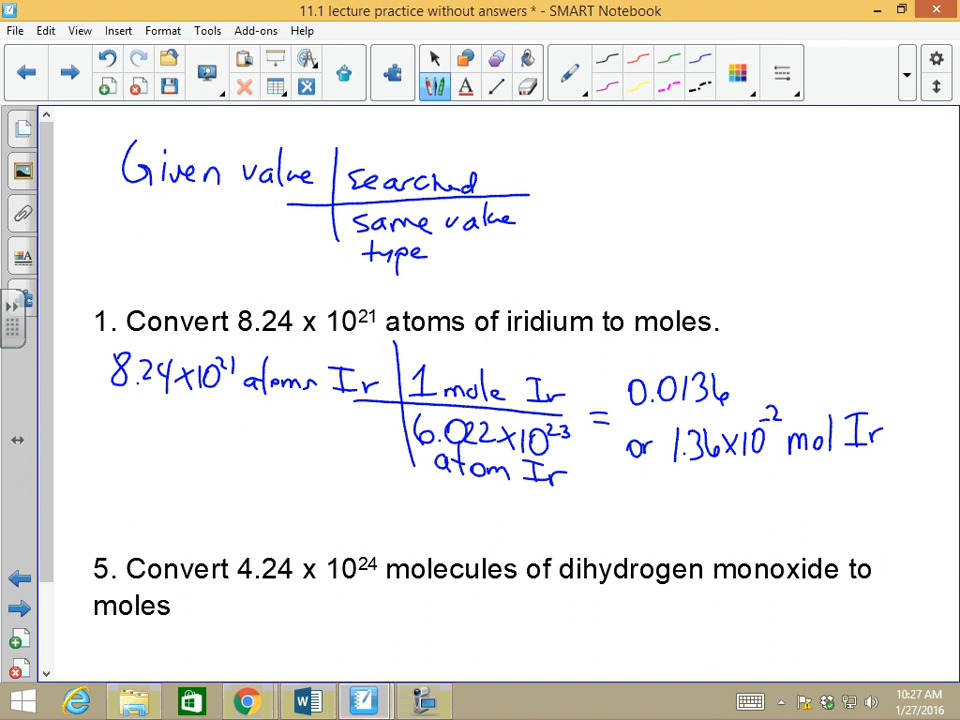 11.1 lecture practice without answers * - SMART Notebook
File Edit View Insert Format Tools Add-ons Help
Given value | searched
same value
type
1. Convert 8.24 x 10²¹ atoms of iridium to moles.
8.24x10²¹ atoms Ir | 1 mole Ir
6.022x10²³
atom Ir
= 0.0136
or 1.36x10⁻² mol Ir
5. Convert 4.24 x 10²⁴ molecules of dihydrogen monoxide to
moles
10:27 AM
1/27/2016